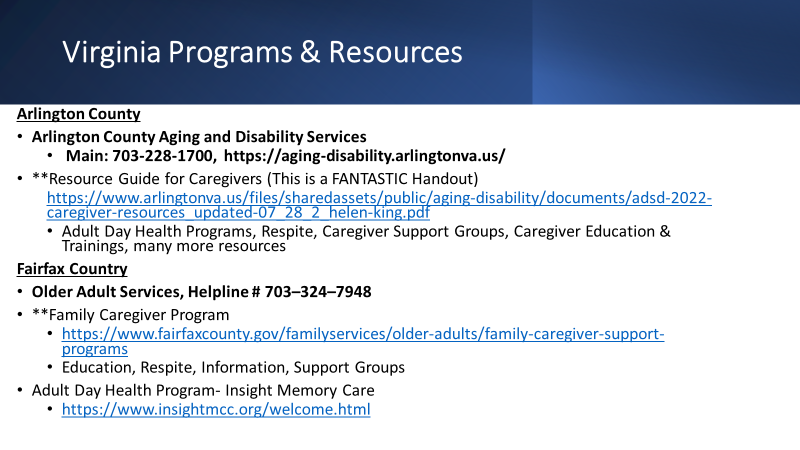 Virginia Programs & Resources
Arlington County
• Arlington County Aging and Disability Services
• Main: 703-228-1700, https://aging-disability.arlingtonva.us/
• **Resource Guide for Caregivers (This is a FANTASTIC Handout)
https://www.arlingtonva.us/files/sharedassets/public/aging-disability/documents/adsd-2022-
caregiver-resources_updated-07_28_2_helen-king.pdf
• Adult Day Health Programs, Respite, Caregiver Support Groups, Caregiver Education &
Trainings, many more resources
Fairfax Country
• Older Adult Services, Helpline # 703–324–7948
• **Family Caregiver Program
• https://www.fairfaxcounty.gov/familyservices/older-adults/family-caregiver-support-
programs
• Education, Respite, Information, Support Groups
• Adult Day Health Program- Insight Memory Care
• https://www.insightmcc.org/welcome.html